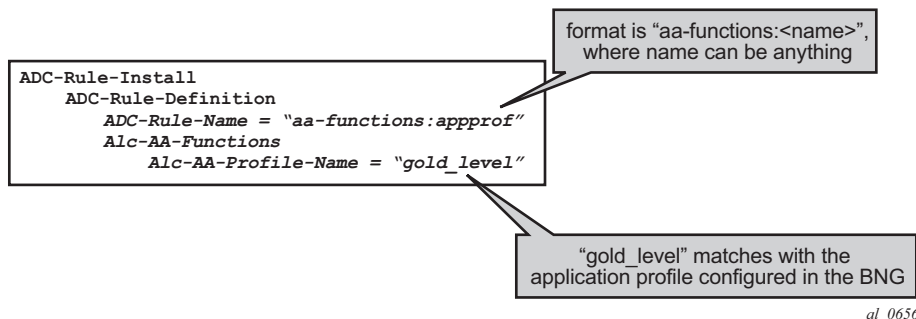 format is “aa-functions:<name>”,
where name can be anything
ADC-Rule-Install
ADC-Rule-Definition
ADC-Rule-Name = “aa-functions:appprof”
Alc-AA-Functions
Alc-AA-Profile-Name = “gold_level”
“gold_level” matches with the
application profile configured in the BNG
al_0656